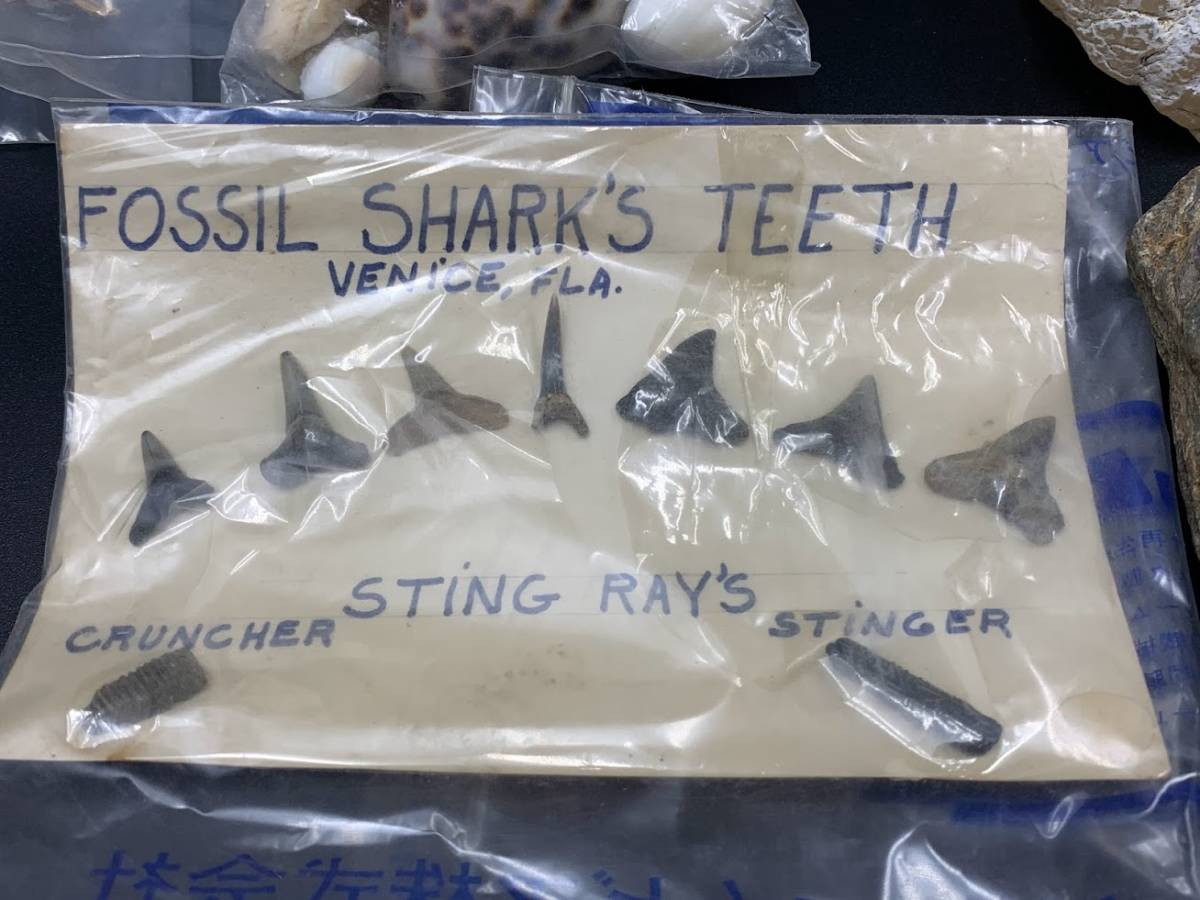 FOSSIL SHARK'S TEETH
VENICE, FLA.
STING RAY'S
CRUNCHER
STINGER